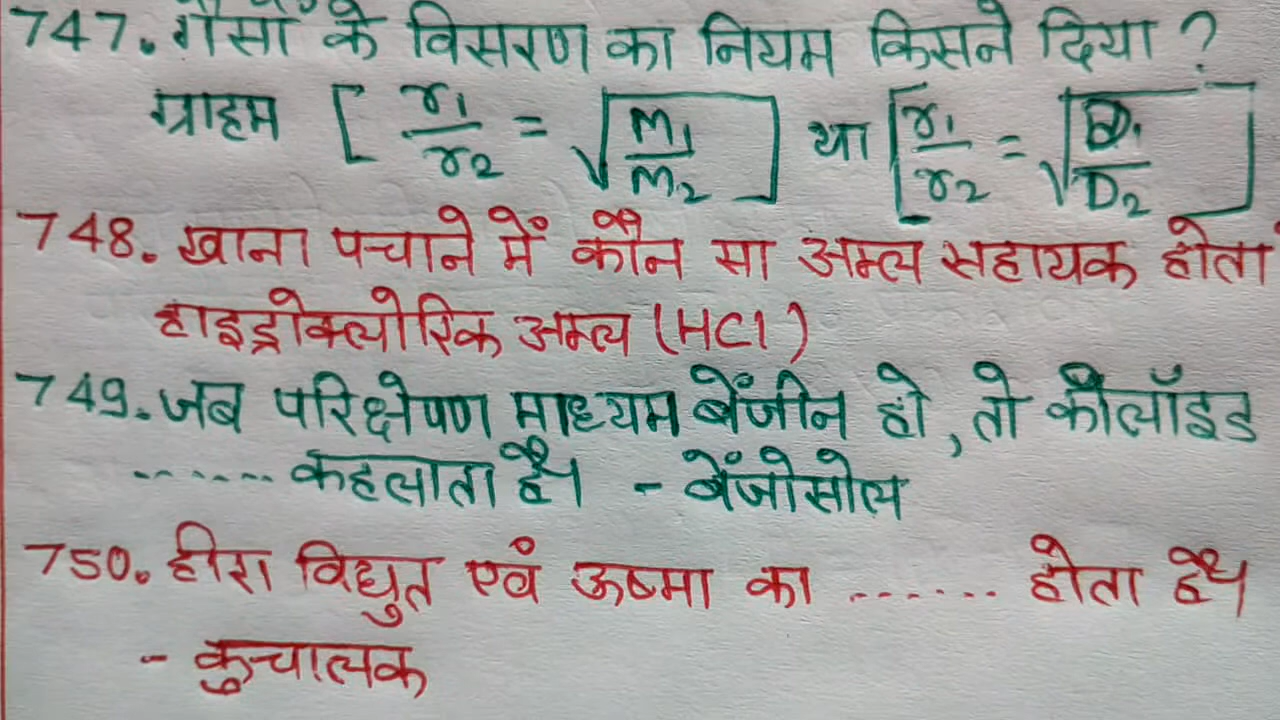 747. गैसों के विसरण का नियम किसने दिया ?
ग्राहम [ r1/r2 = √(M1/M2) ] या [ r1/r2 = √(D1/D2) ]
748. खाना पचाने में कौन सा अम्ल सहायक होता
हाइड्रोक्लोरिक अम्ल (HCl)
749. जब परिक्षेपण माध्यम बेंजीन हो, तो कोलॉइड
....... कहलाता है। - बेंजोसोल
750. हीरा विद्युत एवं ऊष्मा का ....... होता है।
- कुचालक